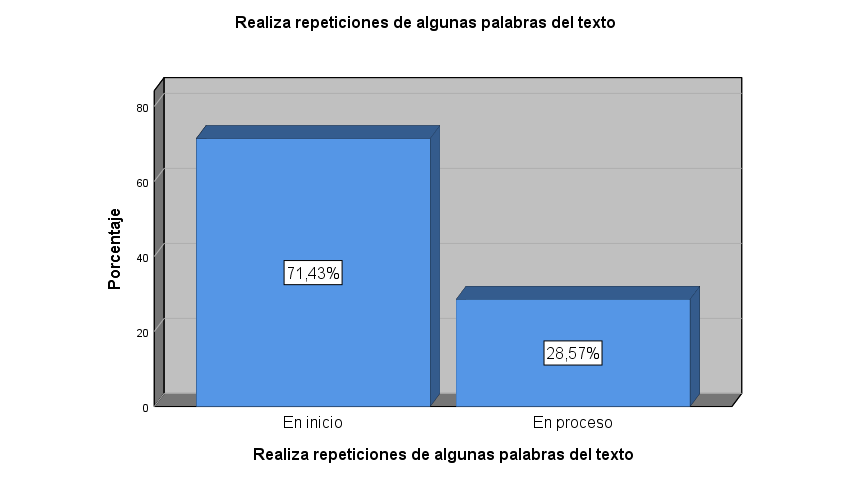 Realiza repeticiones de algunas palabras del texto
80
60
40
20
0
Porcentaje
71,43%
28,57%
En inicio
En proceso
Realiza repeticiones de algunas palabras del texto